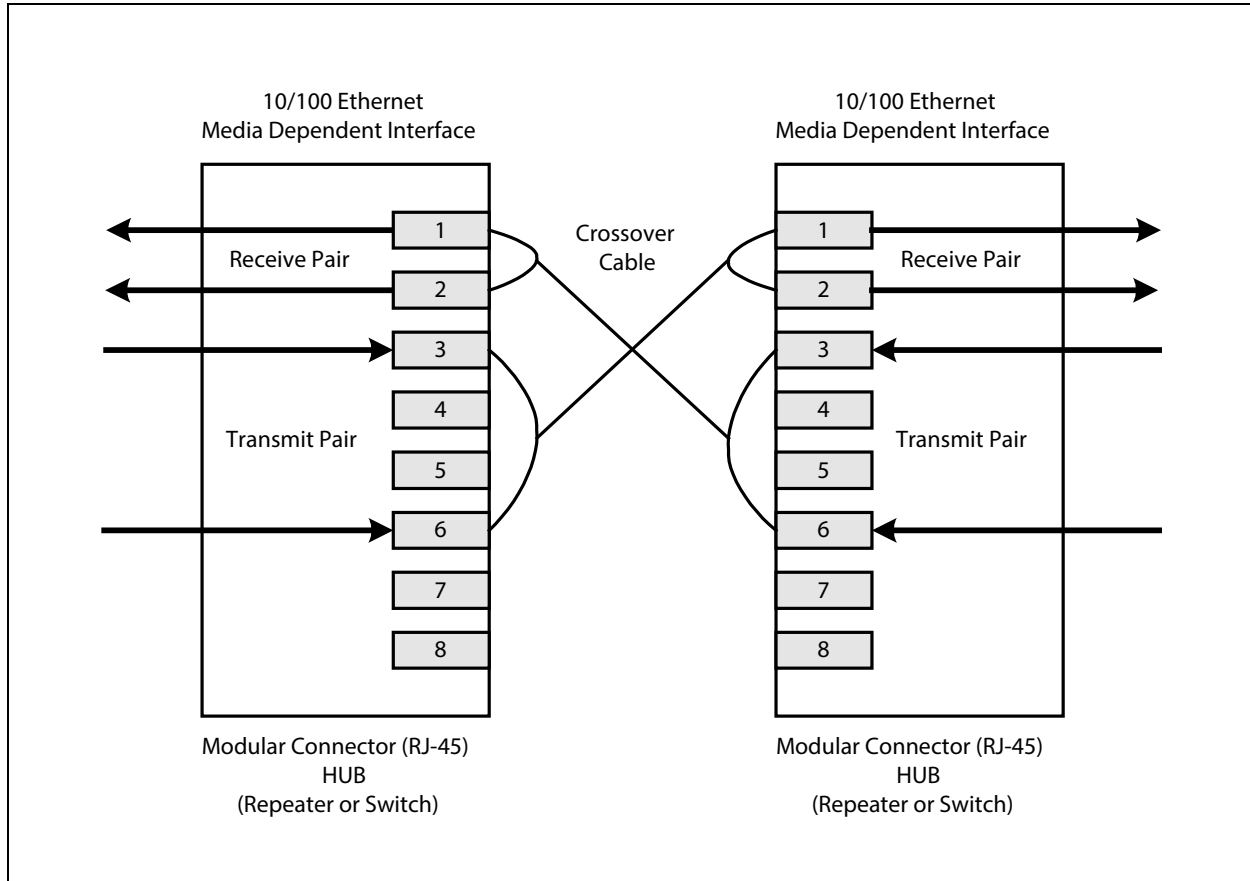 10/100 Ethernet
Media Dependent Interface
10/100 Ethernet
Media Dependent Interface
1
Receive Pair
2
3
4
Transmit Pair
5
6
7
8
Crossover
Cable
1
Receive Pair
2
3
4
Transmit Pair
5
6
7
8
Modular Connector (RJ-45)
HUB
(Repeater or Switch)
Modular Connector (RJ-45)
HUB
(Repeater or Switch)